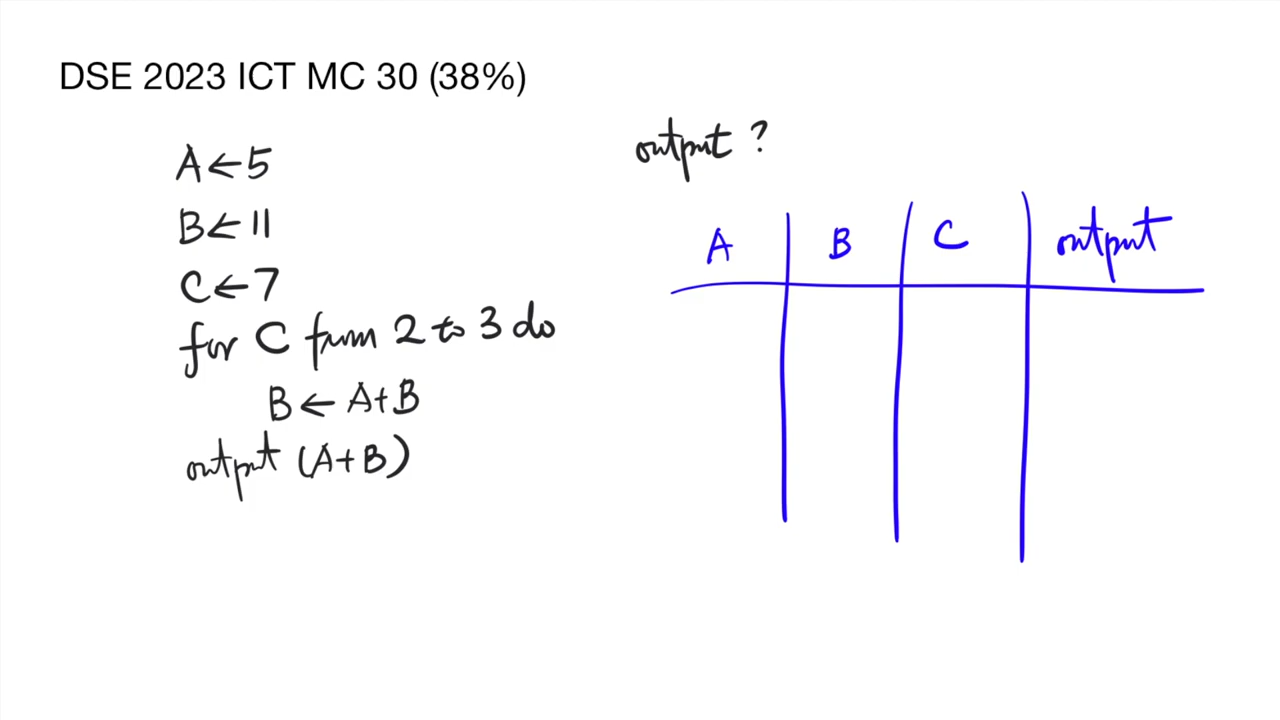 DSE 2023 ICT MC 30 (38%)
A←5
B←11
C←7
for C from 2 to 3 do
B←A+B
output (A+B)
output ?
A B C output